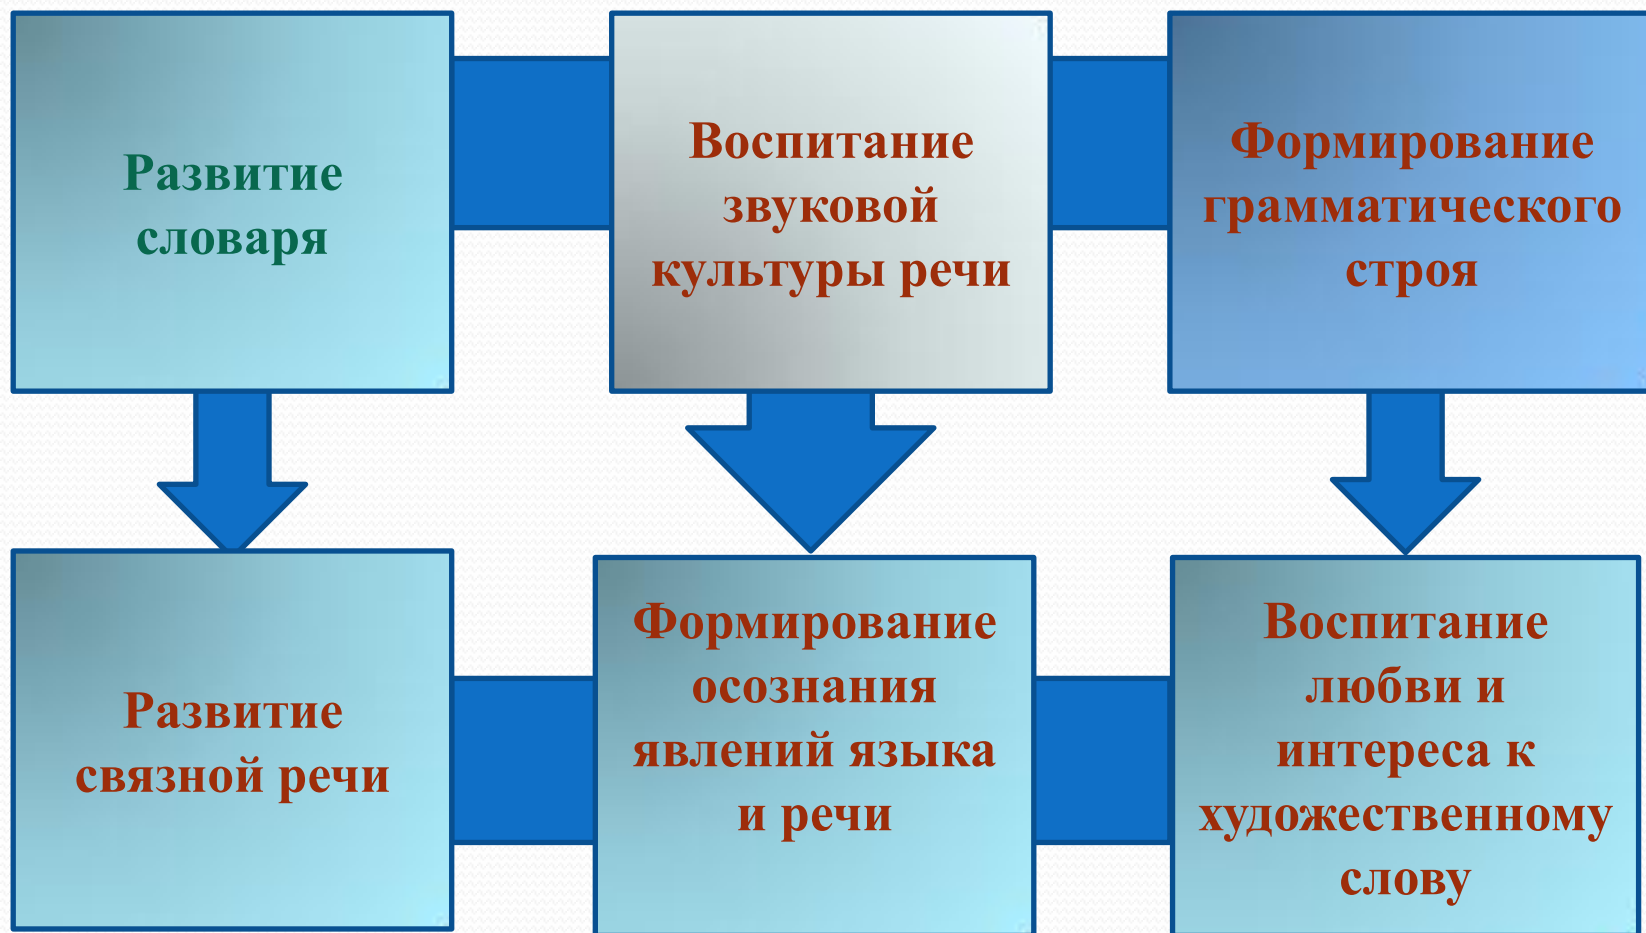 Развитие
словаря
Воспитание
звуковой
культуры речи
Формирование
грамматического
строя
Развитие
связной речи
Формирование
осознания
явлений языка
и речи
Воспитание
любви и
интереса к
художественному
слову